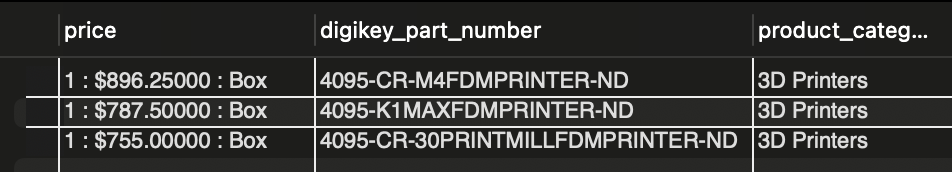 price digikey_part_number product_categ...
1 : $896.25000 : Box 4095-CR-M4FDMPRINTER-ND 3D Printers
1 : $787.50000 : Box 4095-K1MAXFDMPRINTER-ND 3D Printers
1 : $755.00000 : Box 4095-CR-30PRINTMILLFDMPRINTER-ND 3D Printers